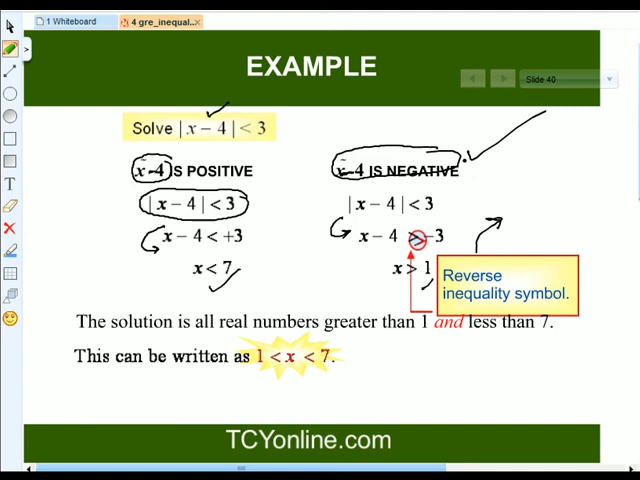 1 Whiteboard
4 gre_inequal...
EXAMPLE
Slide 40
Solve |x − 4| < 3
x−4 IS POSITIVE
x−4 IS NEGATIVE
|x − 4| < 3
|x − 4| < 3
x − 4 < +3
x − 4 > −3
x < 7
x > 1
Reverse
inequality symbol.
The solution is all real numbers greater than 1 and less than 7.
This can be written as 1 < x < 7.
TCYonline.com